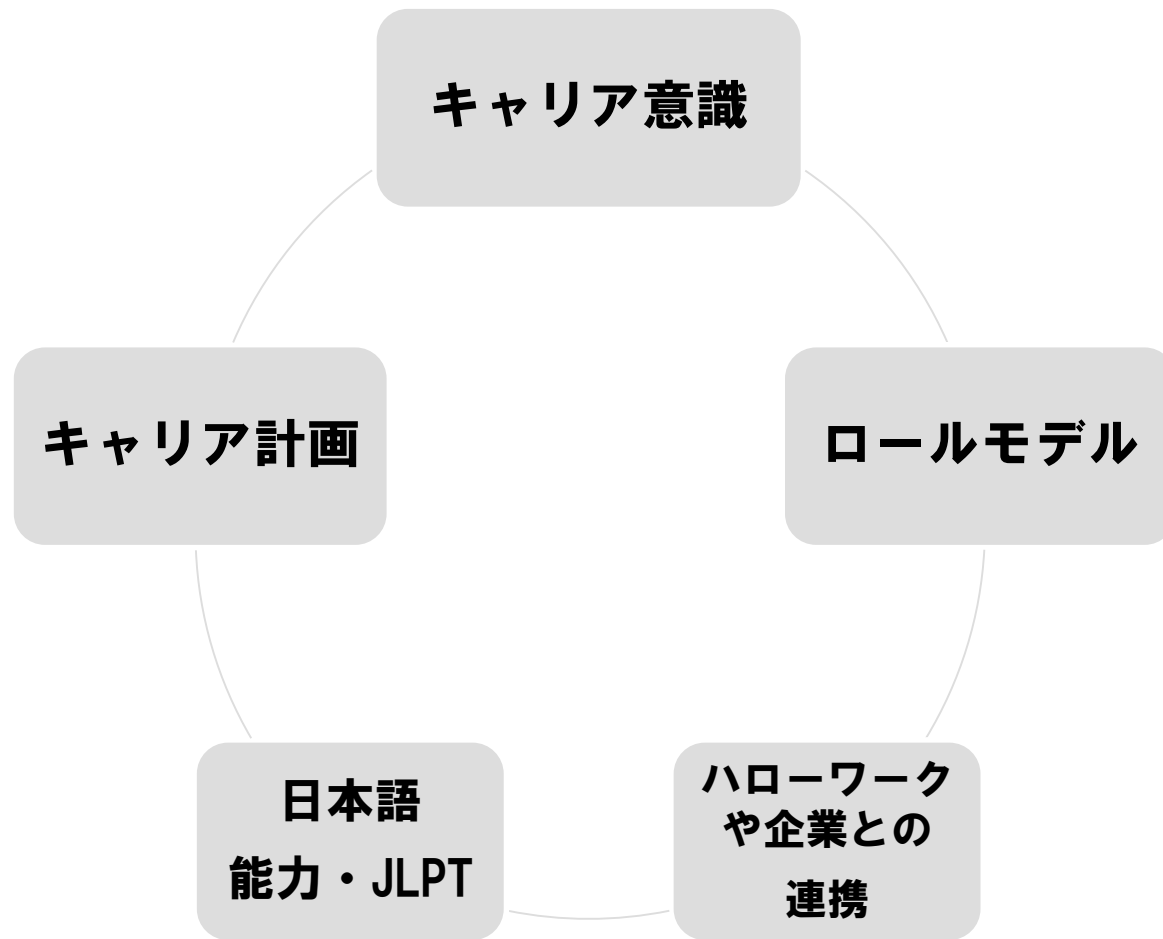 キャリア意識
キャリア計画
ロールモデル
日本語
能力・JLPT
ハローワーク
や企業との
連携